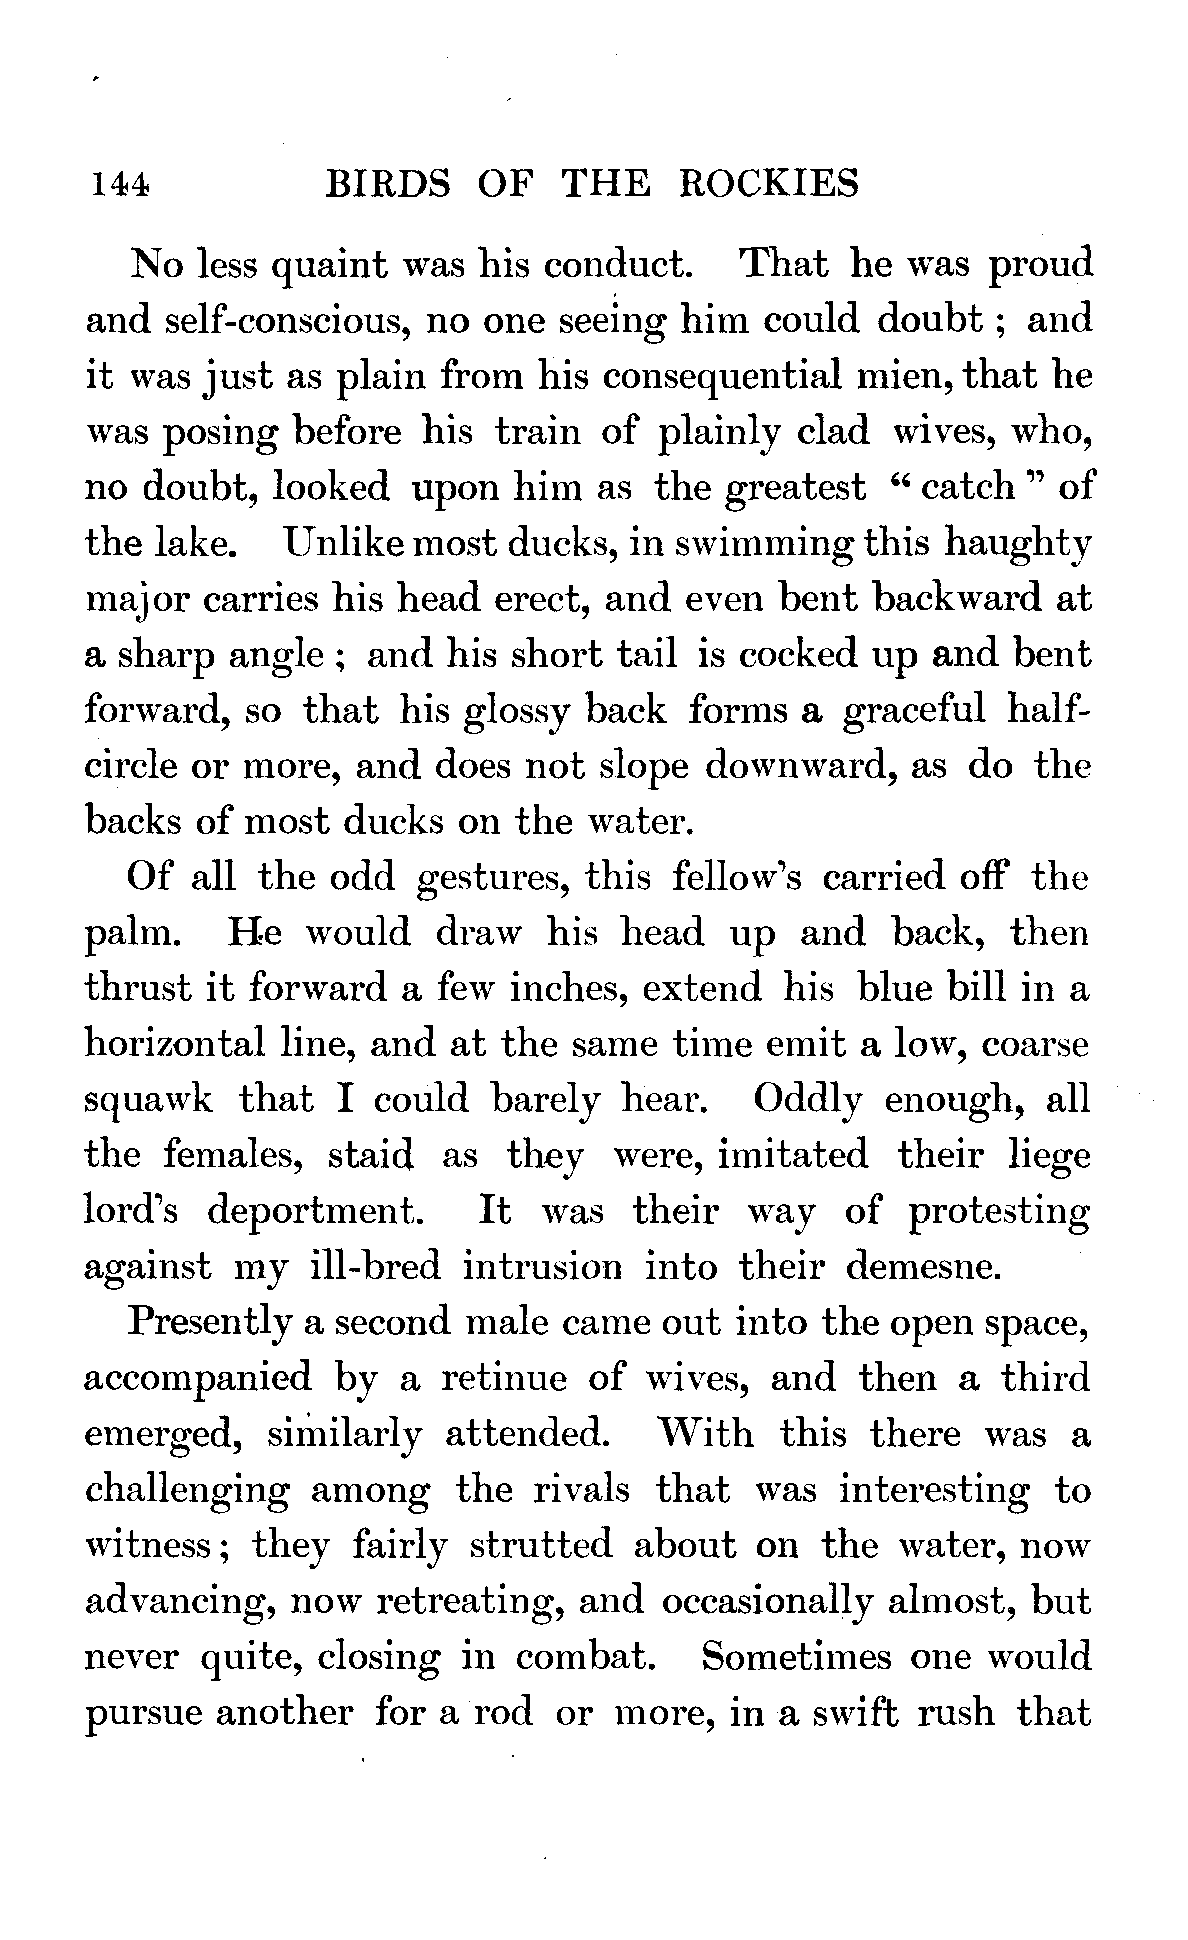 144 BIRDS OF THE ROCKIES
No less quaint was his conduct. That he was proud
and self-conscious, no one seeing him could doubt ; and
it was just as plain from his consequential mien, that he
was posing before his train of plainly clad wives, who,
no doubt, looked upon him as the greatest “ catch ” of
the lake. Unlike most ducks, in swimming this haughty
major carries his head erect, and even bent backward at
a sharp angle ; and his short tail is cocked up and bent
forward, so that his glossy back forms a graceful half-
circle or more, and does not slope downward, as do the
backs of most ducks on the water.
Of all the odd gestures, this fellow’s carried off the
palm. He would draw his head up and back, then
thrust it forward a few inches, extend his blue bill in a
horizontal line, and at the same time emit a low, coarse
squawk that I could barely hear. Oddly enough, all
the females, staid as they were, imitated their liege
lord’s deportment. It was their way of protesting
against my ill-bred intrusion into their demesne.
Presently a second male came out into the open space,
accompanied by a retinue of wives, and then a third
emerged, similarly attended. With this there was a
challenging among the rivals that was interesting to
witness ; they fairly strutted about on the water, now
advancing, now retreating, and occasionally almost, but
never quite, closing in combat. Sometimes one would
pursue another for a rod or more, in a swift rush that